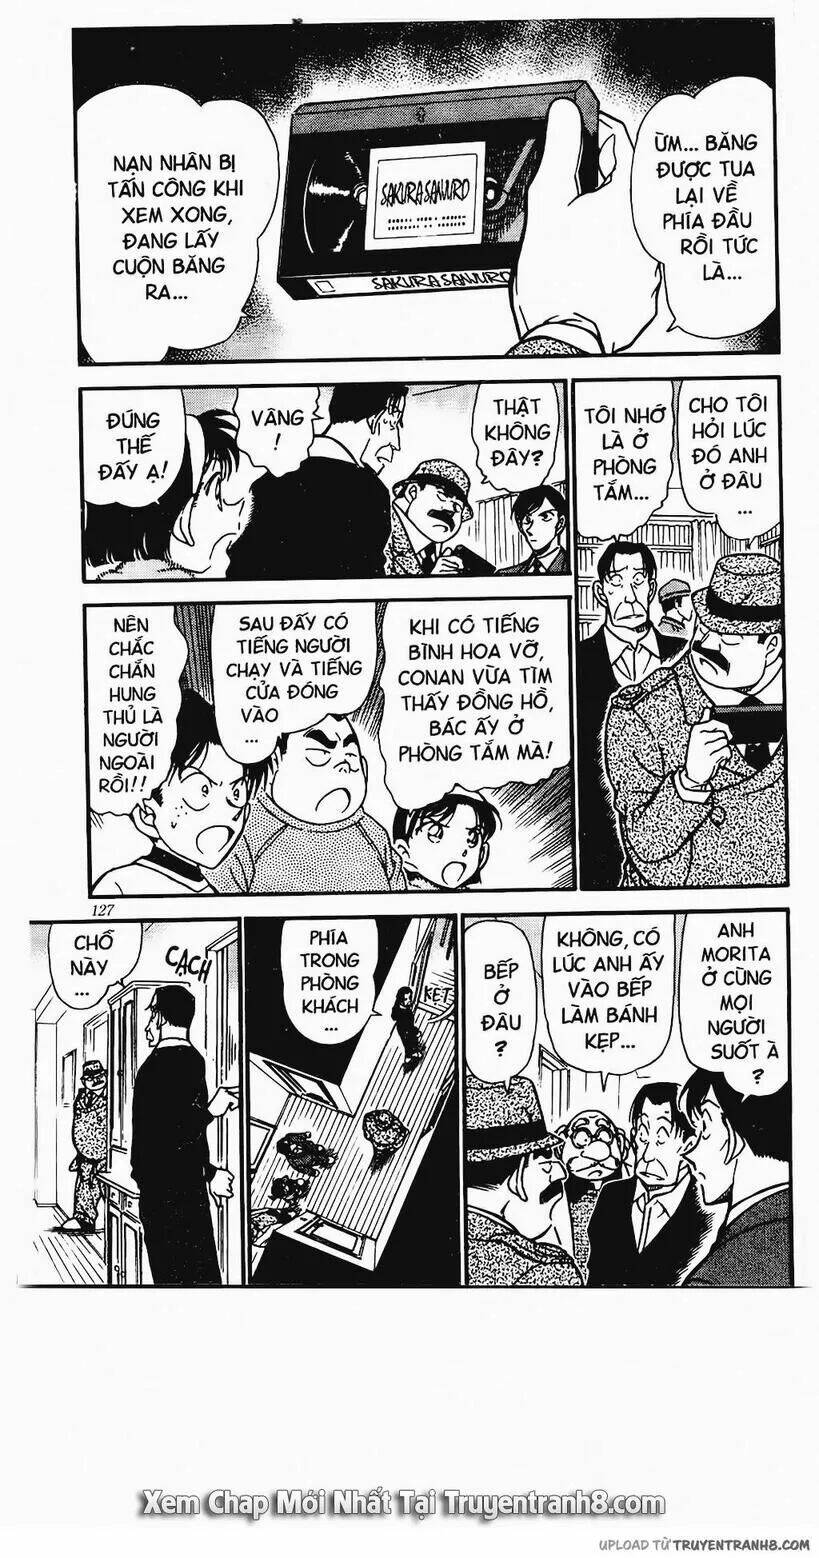 ỪM... BĂNG
ĐƯỢC TUA
LẠI VỀ
PHÍA ĐẦU
RỒI TỨC
LÀ...
SAKURASANURO
SAKURASANURO
NẠN NHÂN BỊ
TẤN CÔNG KHI
XEM XONG,
ĐANG LẤY
CUỘN BĂNG
RA...
CHO TÔI
HỎI LÚC
ĐÓ ANH
Ở ĐÂU
...
TÔI NHỚ
LÀ Ở
PHÒNG
TẮM...
THẬT
KHÔNG
ĐÂY?
VÂNG
!
ĐÚNG
THẾ
ĐẤY Ạ!
KHI CÓ TIẾNG
BÌNH HOA VỠ,
CONAN VỪA TÌM
THẤY ĐỒNG HỒ,
BÁC ẤY Ở
PHÒNG TẮM MÀ!
SAU ĐẤY CÓ
TIẾNG NGƯỜI
CHẠY VÀ TIẾNG
CỬA ĐÓNG
VÀO
...
NÊN
CHẮC
CHẮN
HUNG
THỦ LÀ
NGƯỜI
NGOÀI
RỒI!!
127
ANH
MORITA
Ở CÙNG
MỌI
NGƯỜI
SUỐT À
?
KHÔNG, CÓ
LÚC ANH ẤY
VÀO BẾP
LÀM BÁNH
KẸP...
BẾP
Ở
ĐÂU
?
PHÍA
TRONG
PHÒNG
KHÁCH
...
KẸT
CHỖ
NÀY
...
CẠCH
Xem Chap Mới Nhất Tại Truyentranh8.com
UPLOAD TỪ TRUYENTRANH8.COM